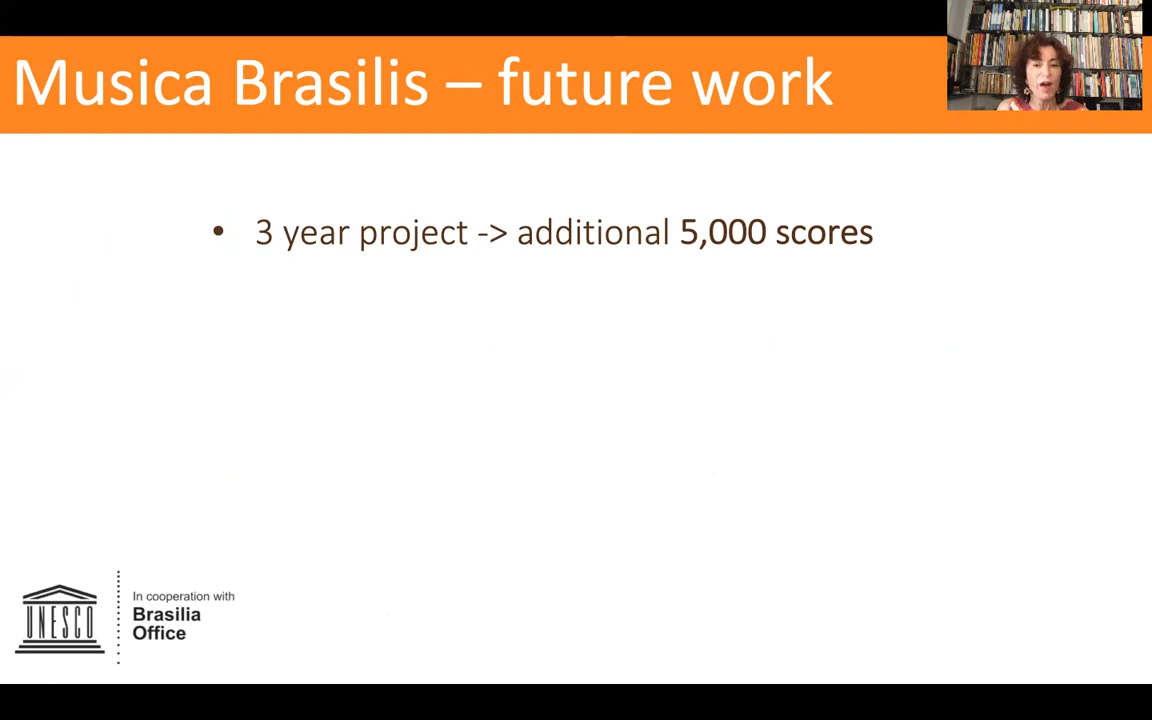 Musica Brasilis – future work
• 3 year project -> additional 5,000 scores
UNESCO
In cooperation with
Brasilia
Office